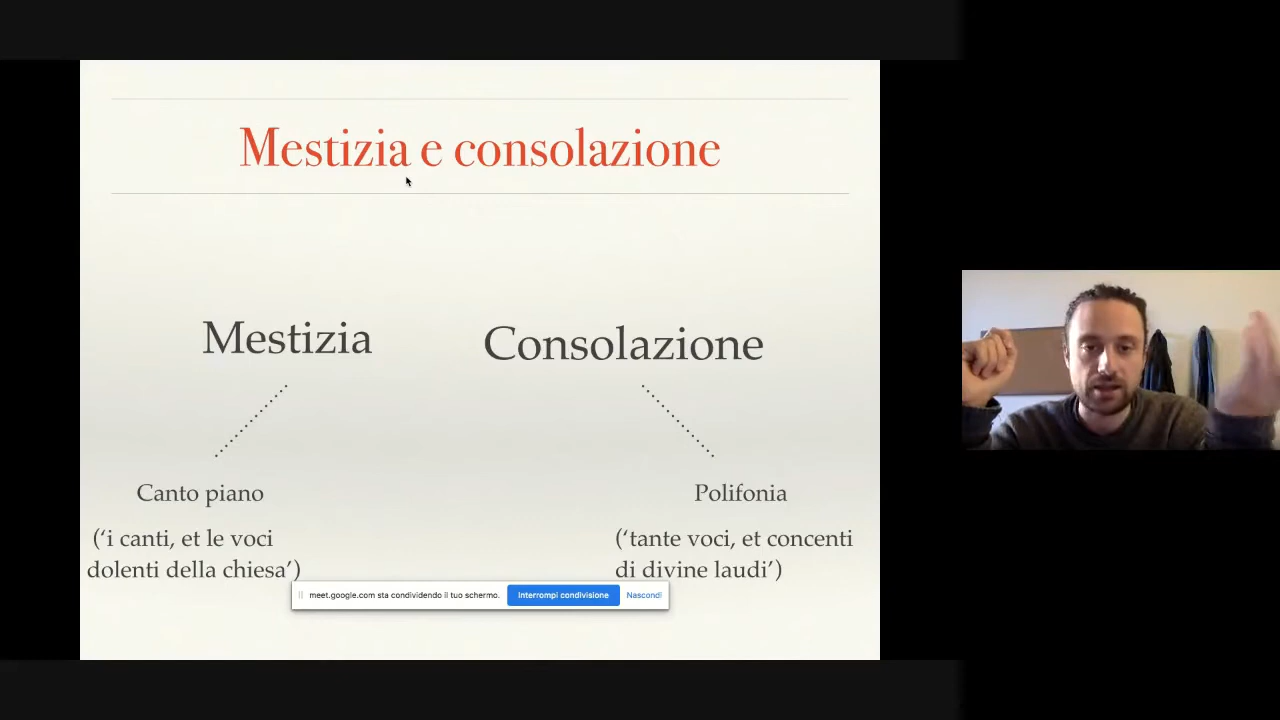 Mestizia e consolazione
Mestizia
Consolazione
Canto piano
(‘i canti, et le voci
dolenti della chiesa’)
Polifonia
(‘tante voci, et concenti
di divine laudi’)
meet.google.com sta condividendo il tuo schermo.
Interrompi condivisione
Nascondi